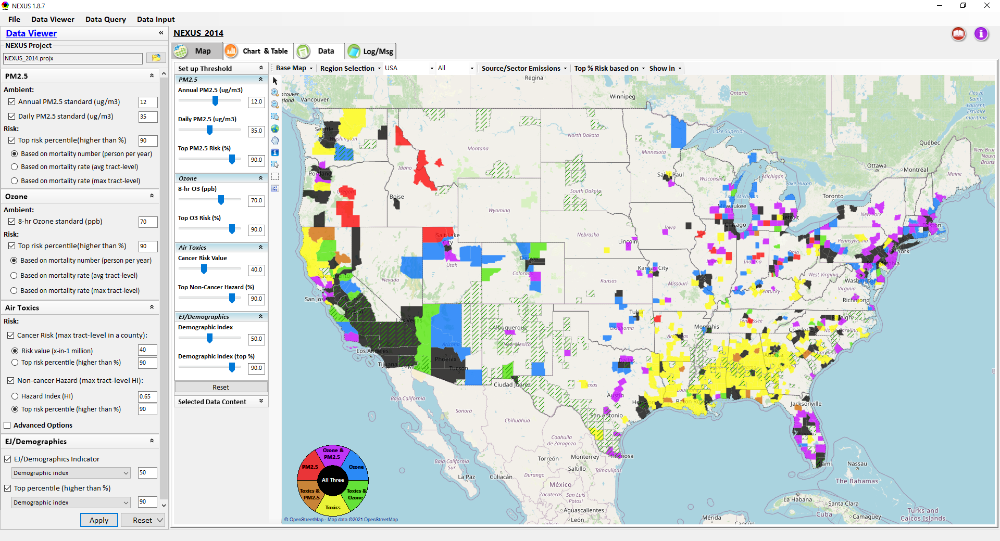 NEXUS 1.8.7
File Data Viewer Data Query Data Input
Data Viewer «
NEXUS Project
NEXUS_2014.projx
PM2.5
Ambient:
Annual PM2.5 standard (ug/m3) 12
Daily PM2.5 standard (ug/m3) 35
Risk:
Top risk percentile(higher than %) 90
Based on mortality number (person per year)
Based on mortality rate (avg tract-level)
Based on mortality rate (max tract-level)
Ozone
Ambient:
8-hr Ozone standard (ppb) 70
Risk:
Top risk percentile(higher than %) 90
Based on mortality number (person per year)
Based on mortality rate (avg tract-level)
Based on mortality rate (max tract-level)
Air Toxics
Risk:
Cancer Risk (max tract-level in a county):
Risk value (x-in-1 million) 40
Top risk percentile (higher than %) 90
Non-cancer Hazard (max tract-level HI):
Hazard Index (HI) 0.65
Top risk percentile (higher than %) 90
Advanced Options
EJ/Demographics
EJ/Demographics Indicator
Demographic index 50
Top percentile (higher than %)
Demographic index 90
Apply Reset
NEXUS_2014
Map Chart & Table Data Log/Msg
Set up Threshold
PM2.5
Annual PM2.5 (ug/m3)
12.0
Daily PM2.5 (ug/m3)
35.0
Top PM2.5 Risk (%)
90.0
Ozone
8-hr O3 (ppb)
70.0
Top O3 Risk (%)
90.0
Air Toxics
Cancer Risk Value
40.0
Top Non-Cancer Hazard (%)
90.0
EJ/Demographics
Demographic index
50.0
Demographic index (top %)
90.0
Reset
Selected Data Content
Base Map Region Selection USA All Source/Sector Emissions Top % Risk based on Show in
Regina
Winnipeg
Ontario
Fleuve
Saint-
Laurent,
Estuaire
maritime
Vancouver
Québec
Seattle
Washington
Lake Superior
North Dakota
Montana
Minnesota
Ottawa
Montréal
Maine
Idaho
Portland
Saint Paul
Wisconsin
Michigan
Lake Huron
Toronto
Oregon
Boise
South Dakota
Lake Michigan
Milwaukee
Wyoming
New York
Detroit
Boston
Chicago
Iowa
Salt Lake
City
Nebraska
Lincoln
Pennsylvania
New York
Denver
Ohio
Utah
Illinois
Indiana
Philadelphia
Kansas City
Colorado
West Virginia
Sacramento
Nevada
Kansas
Missouri
Washington
Kentucky
Virginia
San Jose
Richmond
Las Vegas
Tulsa
Raleigh
Albuquerque
Oklahoma
Memphis
Tennessee
Charlotte
North Carolina
Arkansas
Arizona
New Mexico
Los Angeles
Phoenix
Atlanta
Tijuana
Mexicali
Tucson
Dallas
Ciudad Juárez
Texas
Baja California
Austin
Baton Rouge
Jacksonville
Sonora
San Antonio
Chihuahua
Coahuila
de Zaragoza
Reynosa
Torreón
Monterrey
Saltillo
Miami
Nassau
Baja California
Sur
La Paz
Culiacán
Durango
Tamaulipas
The Bahamas
México
Zacatecas
San Luis
Potosí
La Habana
Santa Clara
Aguascalientes
Cuba
Camagüey
Turks and
Caicos Islands
León
Mérida
Cancún
Ozone &
PM2.5
PM2.5
Ozone
All Three
Toxics &
PM2.5
Toxics &
Ozone
Toxics
© OpenStreetMap - Map data ©2021 OpenStreetMap